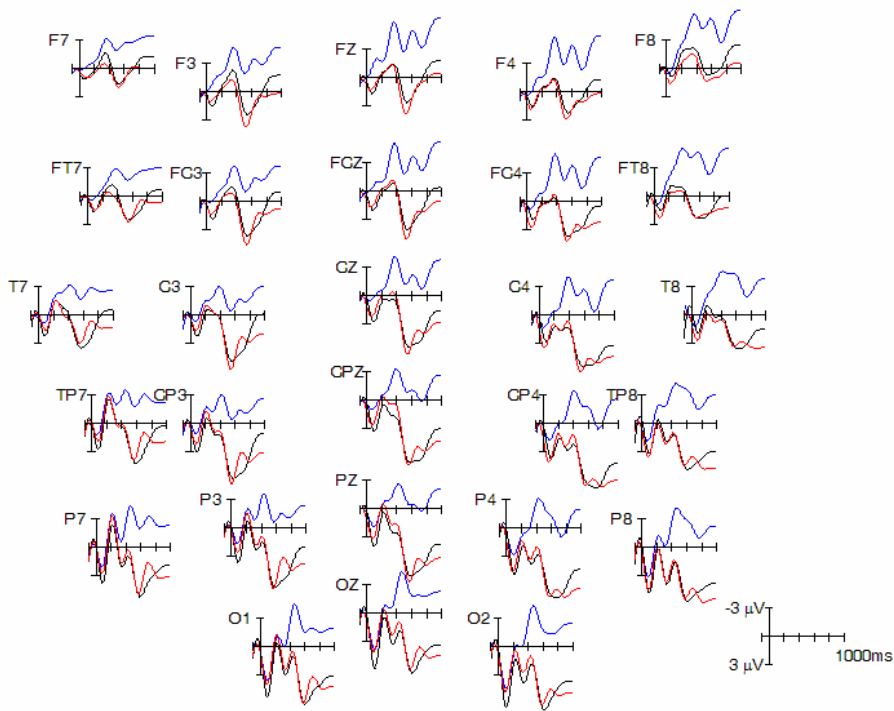 F7
F3
FZ
F4
F8
FT7
FC3
FCZ
FC4
FT8
T7
C3
CZ
C4
T8
TP7
CP3
CPZ
CP4
TP8
P7
P3
PZ
P4
P8
O1
OZ
O2
-3 µV
3 µV
1000ms